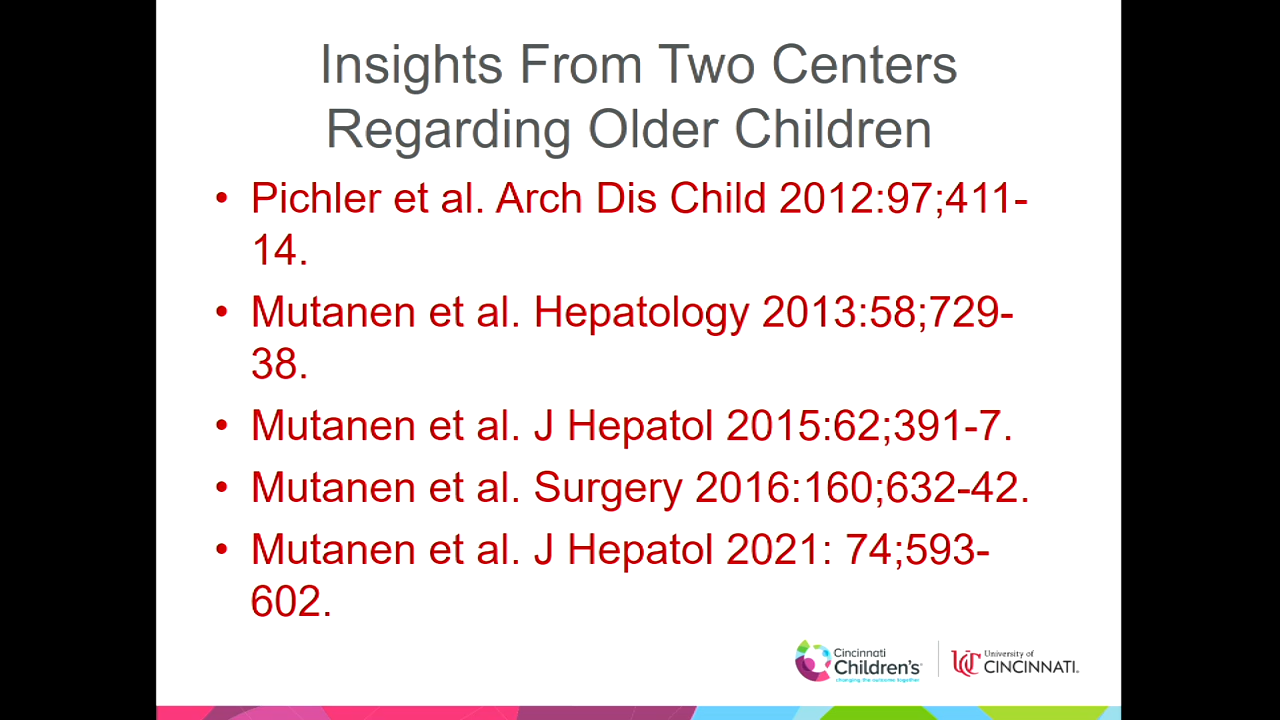 Insights From Two Centers
Regarding Older Children
• Pichler et al. Arch Dis Child 2012:97;411-
14.
• Mutanen et al. Hepatology 2013:58;729-
38.
• Mutanen et al. J Hepatol 2015:62;391-7.
• Mutanen et al. Surgery 2016:160;632-42.
• Mutanen et al. J Hepatol 2021: 74;593-
602.
Cincinnati
Children's
changing the outcome together
University of
CINCINNATI